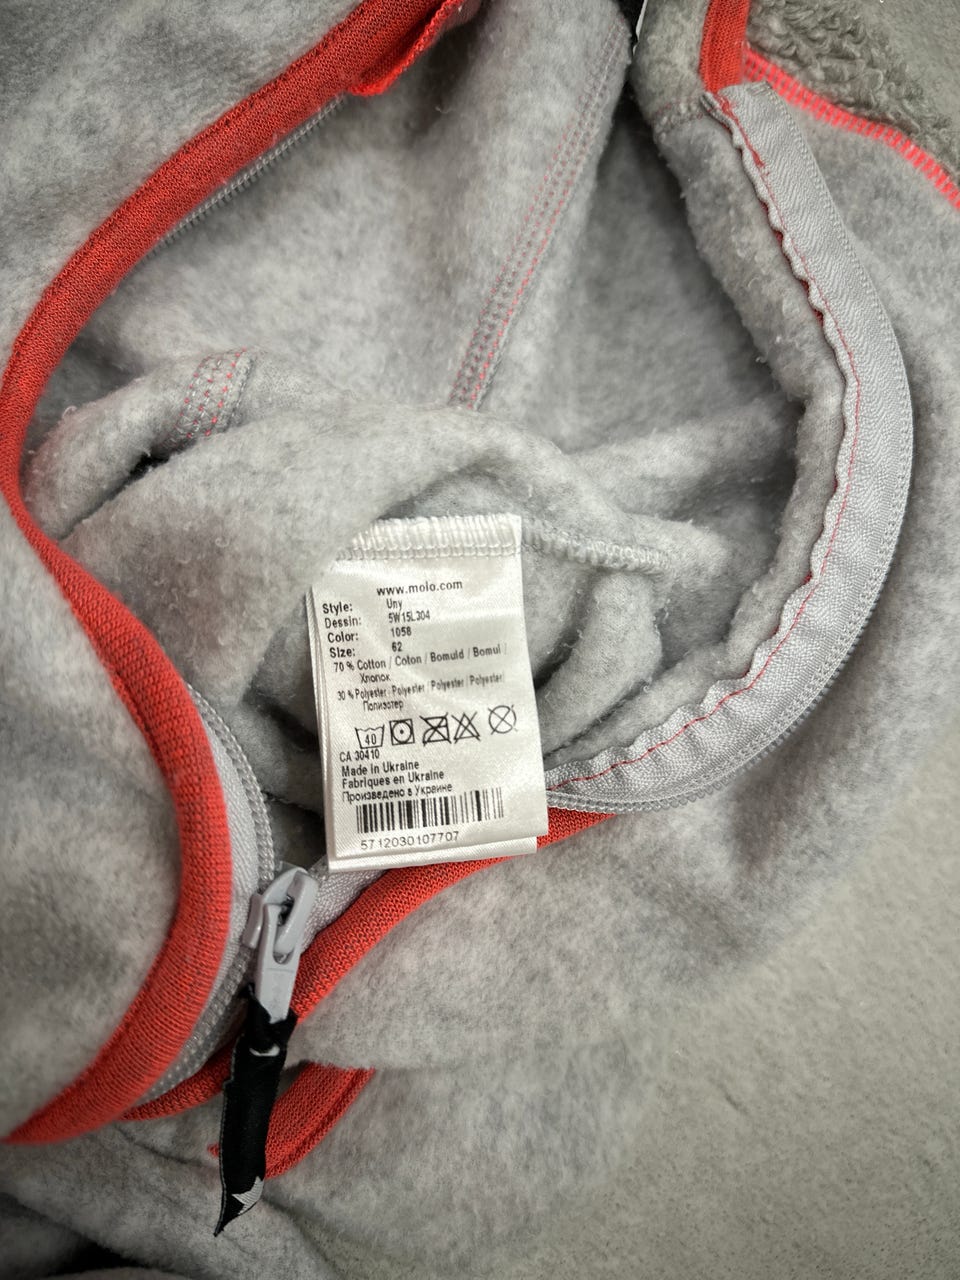 www.molo.com
Style: Uny
Dessin: 5W15L304
Color: 1058
Size: 62
70 % Cotton / Coton / Bomuld / Bomul /
Хлопок
30 % Polyester / Polyester / Polyester / Polyester/
Полиэстер
40
CA 30410
Made in Ukraine
Fabriques en Ukraine
Произведено в Украине
5712030107707